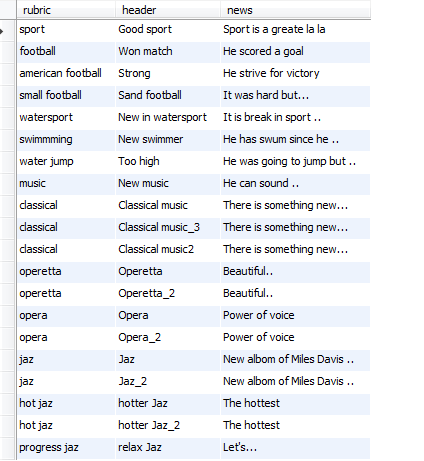 rubric header news
sport Good sport Sport is a greate la la
football Won match He scored a goal
american football Strong He strive for victory
small football Sand football It was hard but...
watersport New in watersport It is break in sport ..
swimmming New swimmer He has swum since he ..
water jump Too high He was going to jump but ..
music New music He can sound ..
classical Classical music There is something new...
classical Classical music_3 There is something new...
classical Classical music2 There is something new...
operetta Operetta Beautiful..
operetta Operetta_2 Beautiful..
opera Opera Power of voice
opera Opera_2 Power of voice
jaz Jaz New albom of Miles Davis ..
jaz Jaz_2 New albom of Miles Davis ..
hot jaz hotter Jaz The hottest
hot jaz hotter Jaz_2 The hottest
progress jaz relax Jaz Let's...